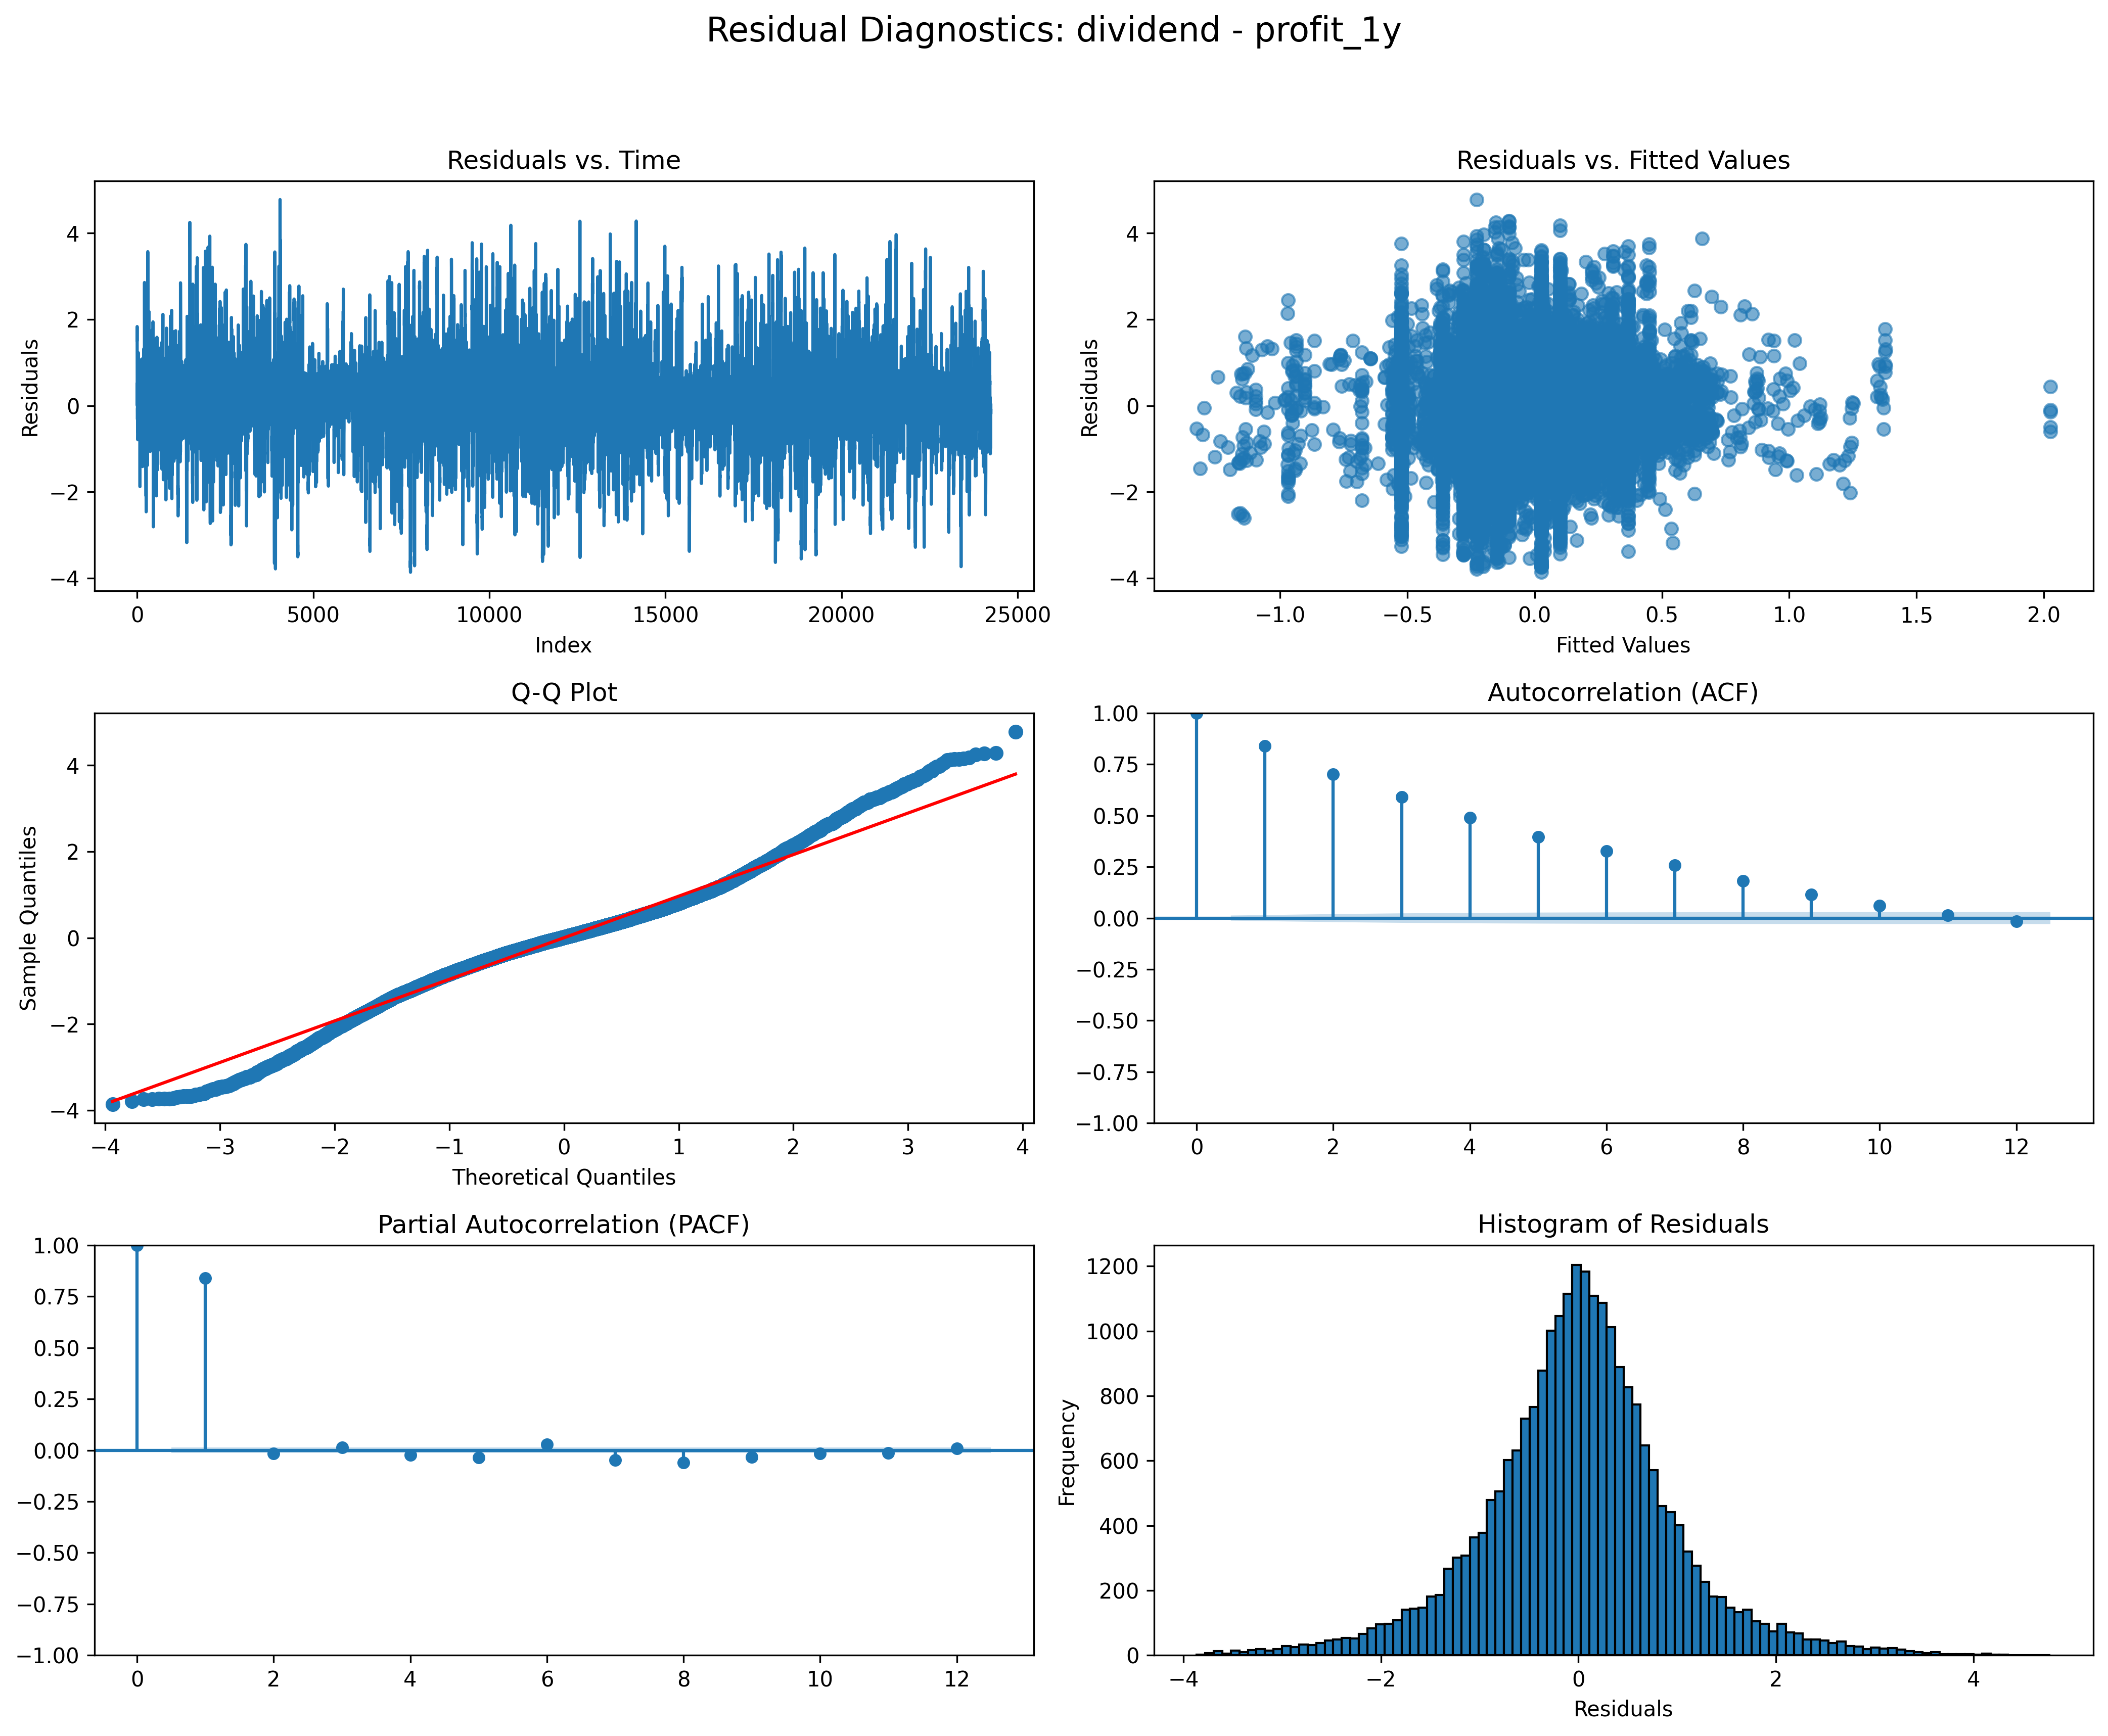 Residual Diagnostics: dividend - profit_1y
Residuals vs. Time
4
2
0
−2
−4
Residuals
0 5000 10000 15000 20000 25000
Index
Residuals vs. Fitted Values
4
2
0
−2
−4
Residuals
−1.0 −0.5 0.0 0.5 1.0 1.5 2.0
Fitted Values
Q-Q Plot
4
2
0
−2
−4
Sample Quantiles
−4 −3 −2 −1 0 1 2 3 4
Theoretical Quantiles
Autocorrelation (ACF)
1.00
0.75
0.50
0.25
0.00
−0.25
−0.50
−0.75
−1.00
0 2 4 6 8 10 12
Partial Autocorrelation (PACF)
1.00
0.75
0.50
0.25
0.00
−0.25
−0.50
−0.75
−1.00
0 2 4 6 8 10 12
Histogram of Residuals
1200
1000
800
600
400
200
0
Frequency
−4 −2 0 2 4
Residuals